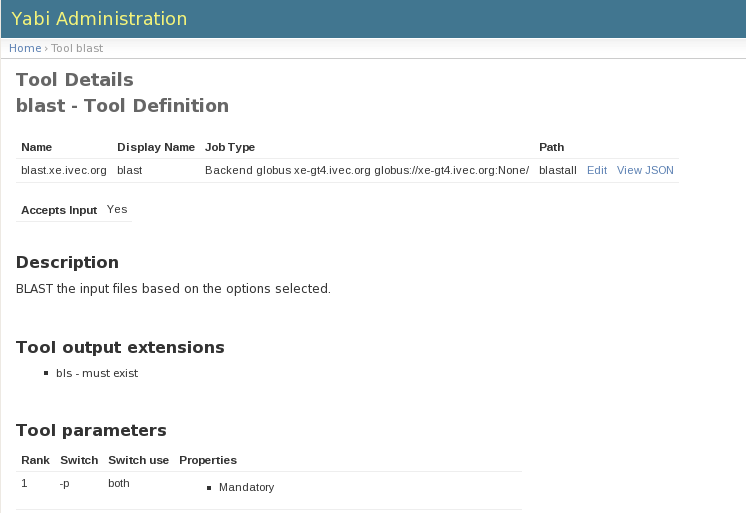 Yabi Administration
Home › Tool blast
Tool Details
blast - Tool Definition
Name Display Name Job Type Path
blast.xe.ivec.org blast Backend globus xe-gt4.ivec.org globus://xe-gt4.ivec.org:None/ blastall Edit View JSON
Accepts Input Yes
Description
BLAST the input files based on the options selected.
Tool output extensions
bls - must exist
Tool parameters
Rank Switch Switch use Properties
1 -p both Mandatory